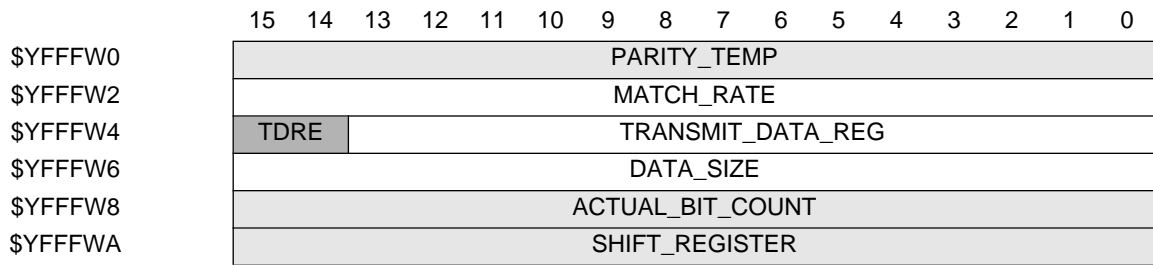 15 14 13 12 11 10 9 8 7 6 5 4 3 2 1 0
$YFFFW0 PARITY_TEMP
$YFFFW2 MATCH_RATE
$YFFFW4 TDRE TRANSMIT_DATA_REG
$YFFFW6 DATA_SIZE
$YFFFW8 ACTUAL_BIT_COUNT
$YFFFWA SHIFT_REGISTER